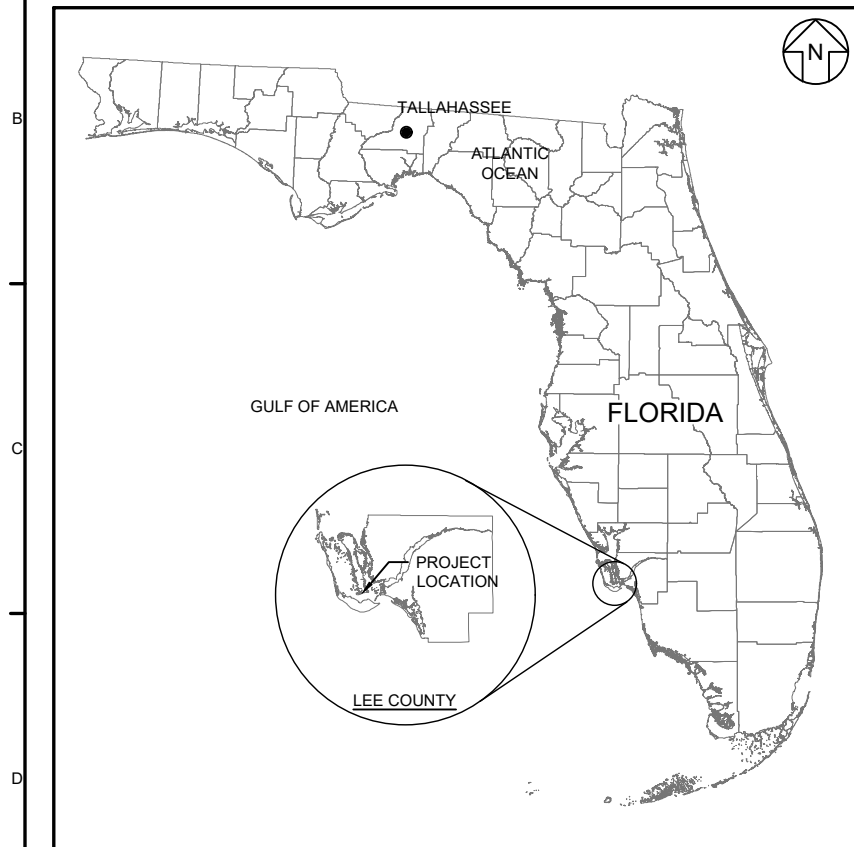 N
B
TALLAHASSEE
ATLANTIC
OCEAN
GULF OF AMERICA
FLORIDA
C
PROJECT
LOCATION
LEE COUNTY
D